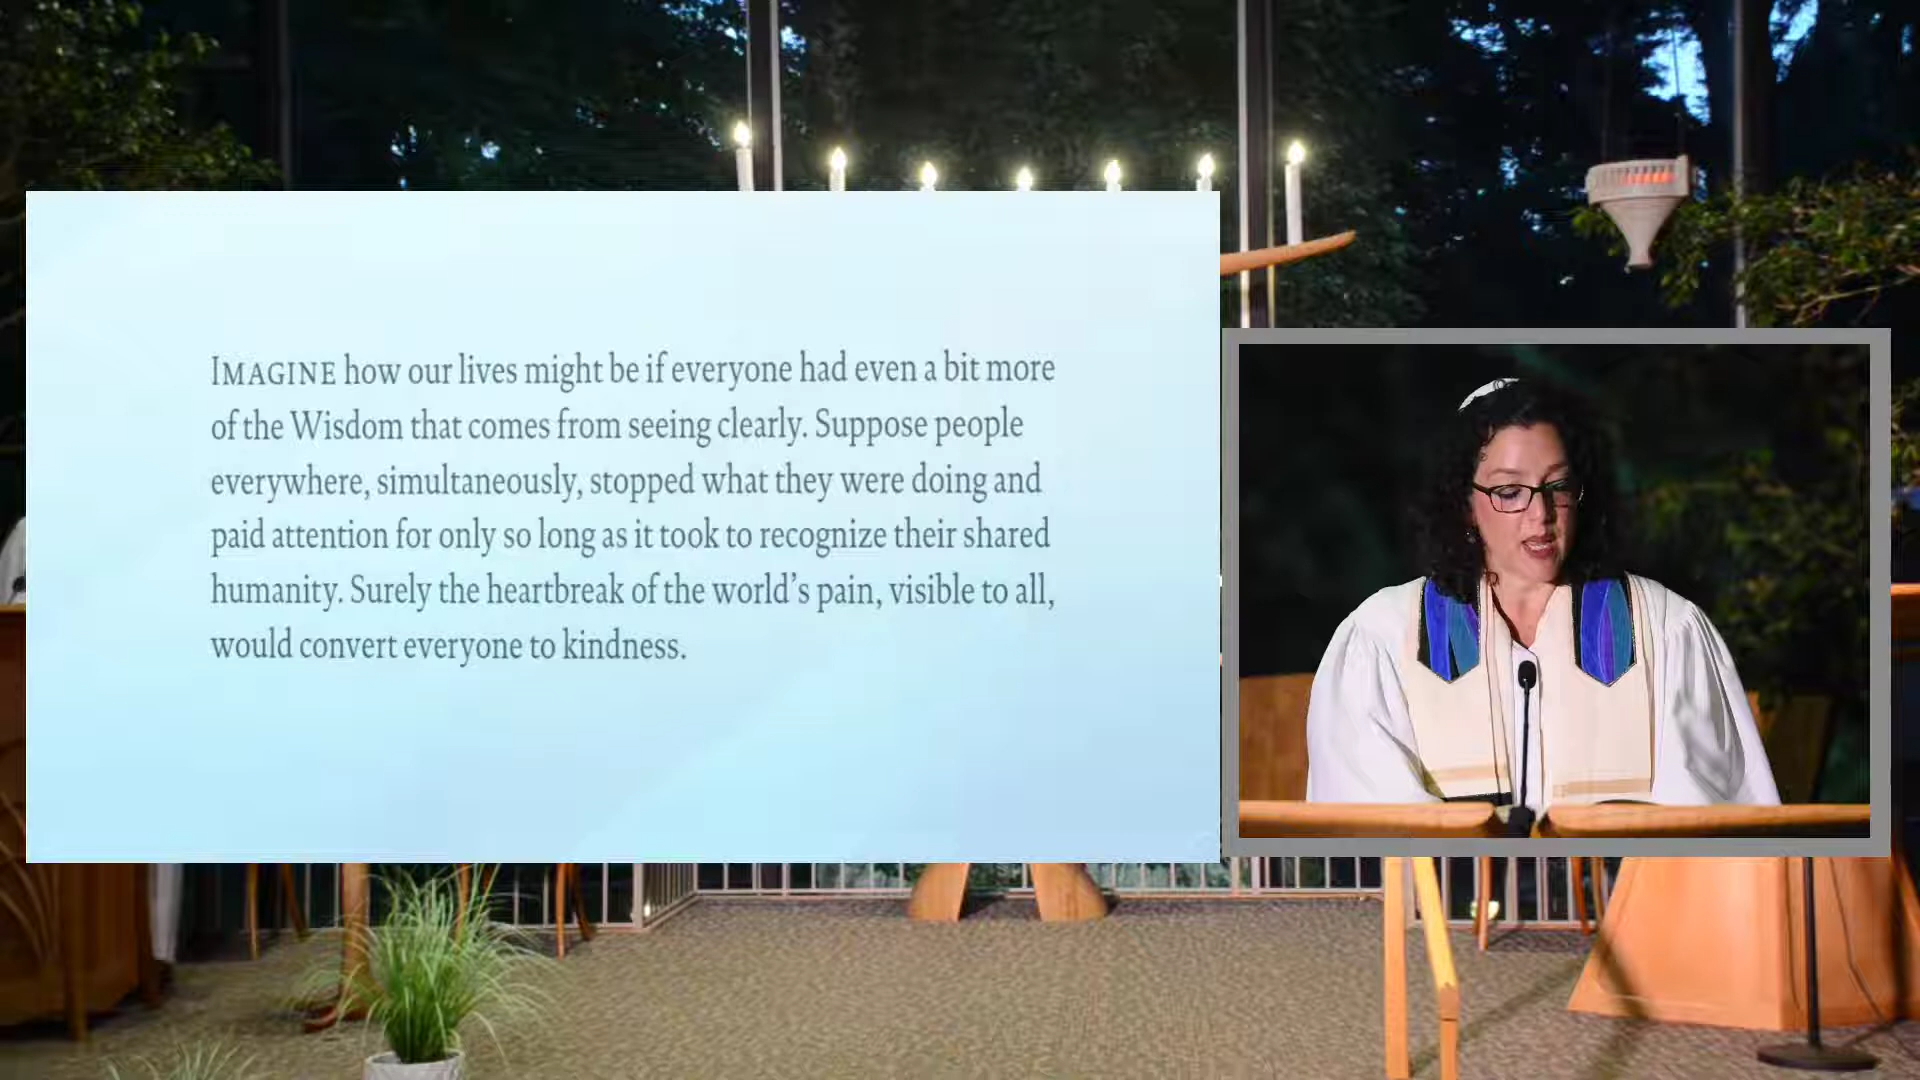 IMAGINE how our lives might be if everyone had even a bit more
of the Wisdom that comes from seeing clearly. Suppose people
everywhere, simultaneously, stopped what they were doing and
paid attention for only so long as it took to recognize their shared
humanity. Surely the heartbreak of the world’s pain, visible to all,
would convert everyone to kindness.